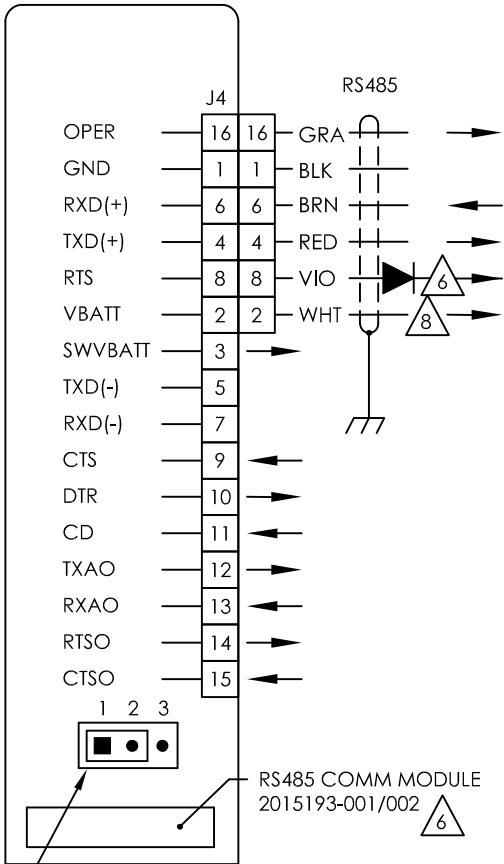 RS485
J4
OPER 16 16 GRA
GND 1 1 BLK
RXD(+) 6 6 BRN
TXD(+) 4 4 RED
RTS 8 8 VIO 6
VBATT 2 2 WHT 8
SWVBATT 3
TXD(-) 5
RXD(-) 7
CTS 9
DTR 10
CD 11
TXAO 12
RXAO 13
RTSO 14
CTSO 15
1 2 3
RS485 COMM MODULE
2015193-001/002 6